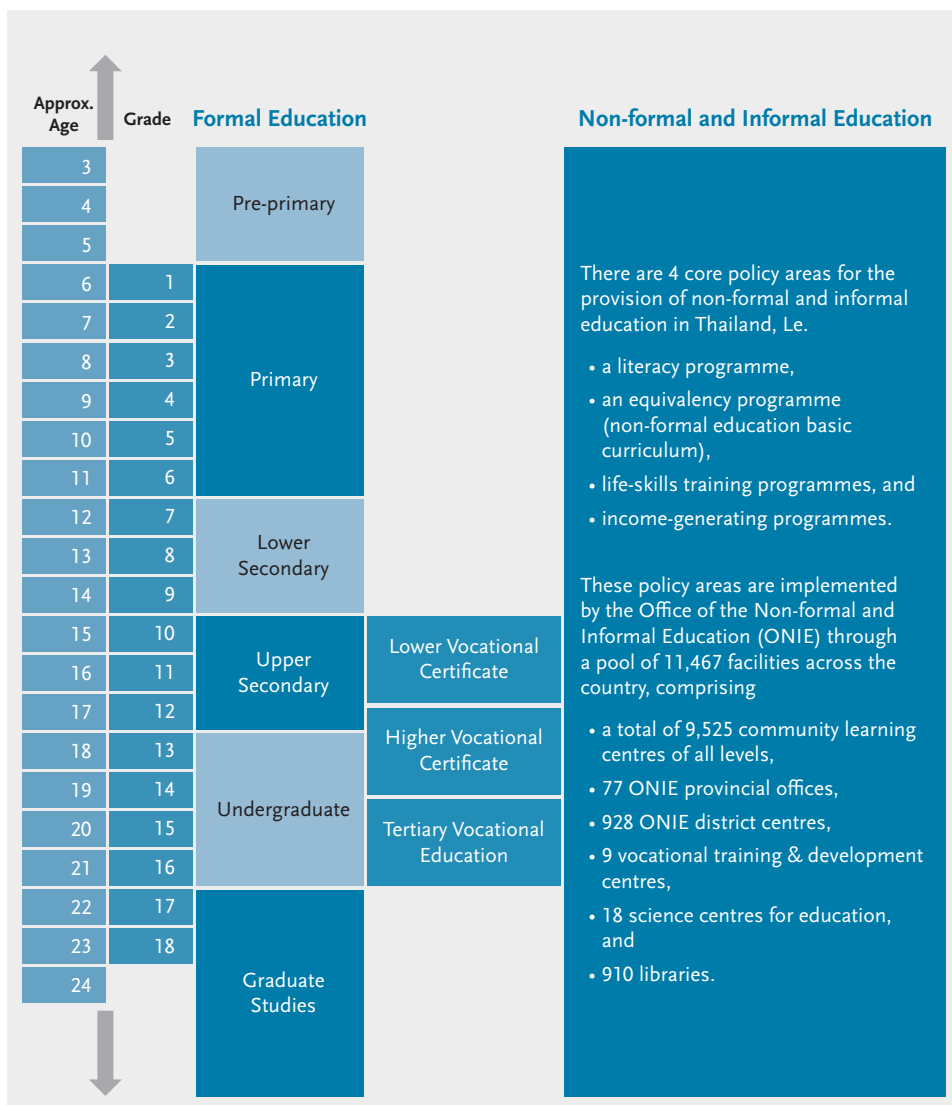 Approx.
Age
Grade
Formal Education
Non-formal and Informal Education
3
4
5
6
7
8
9
10
11
12
13
14
15
16
17
18
19
20
21
22
23
24
1
2
3
4
5
6
7
8
9
10
11
12
13
14
15
16
17
18
Pre-primary
Primary
Lower
Secondary
Upper
Secondary
Undergraduate
Graduate
Studies
Lower Vocational
Certificate
Higher Vocational
Certificate
Tertiary Vocational
Education
There are 4 core policy areas for the
provision of non-formal and informal
education in Thailand, Le.
• a literacy programme,
• an equivalency programme
(non-formal education basic
curriculum),
• life-skills training programmes, and
• income-generating programmes.
These policy areas are implemented
by the Office of the Non-formal and
Informal Education (ONIE) through
a pool of 11,467 facilities across the
country, comprising
• a total of 9,525 community learning
centres of all levels,
• 77 ONIE provincial offices,
• 928 ONIE district centres,
• 9 vocational training & development
centres,
• 18 science centres for education,
and
• 910 libraries.